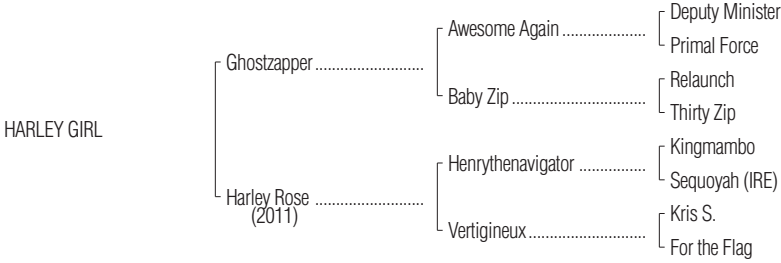 Deputy Minister
Awesome Again ....................
Primal Force
Ghostzapper ..........................
Relaunch
Baby Zip ................................
Thirty Zip
HARLEY GIRL
Kingmambo
Henrythenavigator ................
Sequoyah (IRE)
Harley Rose ..........................
(2011)
Kris S.
Vertigineux............................
For the Flag